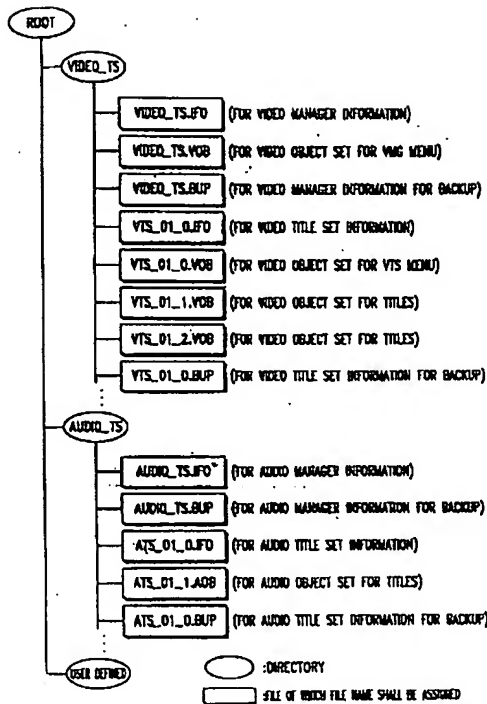 ROOT
VIDEO_TS
VIDEO_TS.IFO (FOR VIDEO MANAGER INFORMATION)
VIDEO_TS.VOB (FOR VIDEO OBJECT SET FOR VMG MENU)
VIDEO_TS.BUP (FOR VIDEO MANAGER INFORMATION FOR BACKUP)
VTS_01_0.IFO (FOR VIDEO TITLE SET INFORMATION)
VTS_01_0.VOB (FOR VIDEO OBJECT SET FOR VTS MENU)
VTS_01_1.VOB (FOR VIDEO OBJECT SET FOR TITLES)
VTS_01_2.VOB (FOR VIDEO OBJECT SET FOR TITLES)
VTS_01_0.BUP (FOR VIDEO TITLE SET INFORMATION FOR BACKUP)
AUDIO_TS
AUDIO_TS.IFO (FOR AUDIO MANAGER INFORMATION)
AUDIO_TS.BUP (FOR AUDIO MANAGER INFORMATION FOR BACKUP)
ATS_01_0.IFO (FOR AUDIO TITLE SET INFORMATION)
ATS_01_1.AOB (FOR AUDIO OBJECT SET FOR TITLES)
ATS_01_0.BUP (FOR AUDIO TITLE SET INFORMATION FOR BACKUP)
USER DEFINED
:DIRECTORY
:FILE OF WHICH FILE NAME SHALL BE ASSIGNED